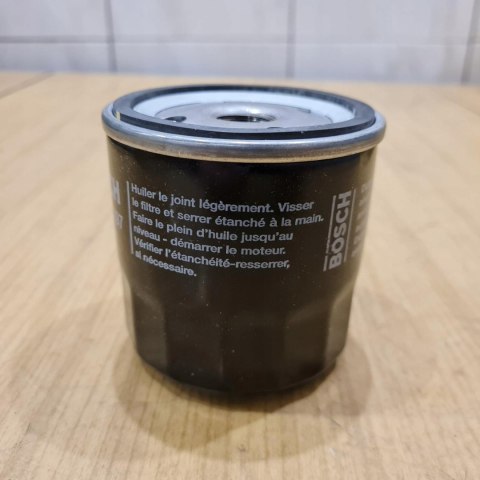 H
87
Huiler le joint légèrement. Visser
le filtre et serrer étanché à la main.
Faire le plein d'huile jusqu'au
niveau - démarrer le moteur.
Vérifier l'étanchéité-resserrer,
si nécessaire.
BOSCH